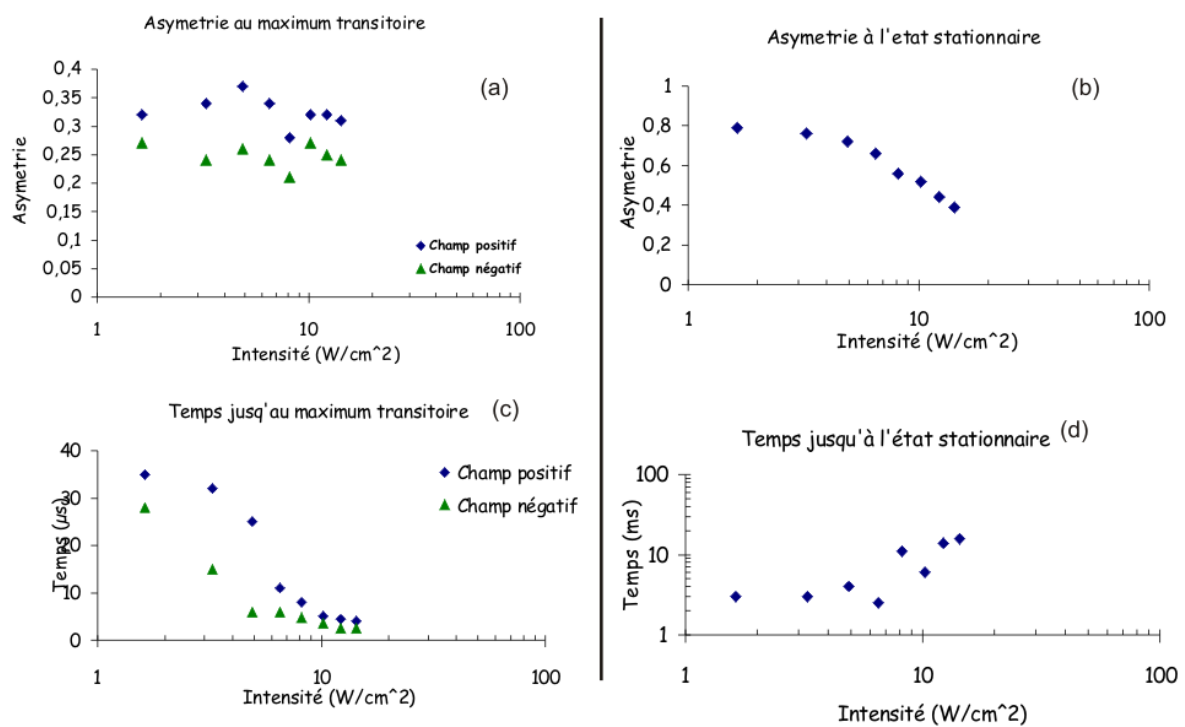 Asymetrie au maximum transitoire
(a)
0,4
0,35
0,3
0,25
0,2
0,15
0,1
0,05
0
Asymetrie
Champ positif
Champ négatif
1
10
100
Intensité (W/cm^2)
Asymetrie à l'etat stationnaire
(b)
1
0,8
0,6
0,4
0,2
0
Asymetrie
1
10
100
Intensité (W/cm^2)
Temps jusq'au maximum transitoire
(c)
40
30
20
10
0
Temps (µs)
Champ positif
Champ négatif
1
10
100
Intensité (W/cm^2)
Temps jusqu'à l'état stationnaire
(d)
100
10
1
Temps (ms)
1
10
100
Intensité (W/cm^2)